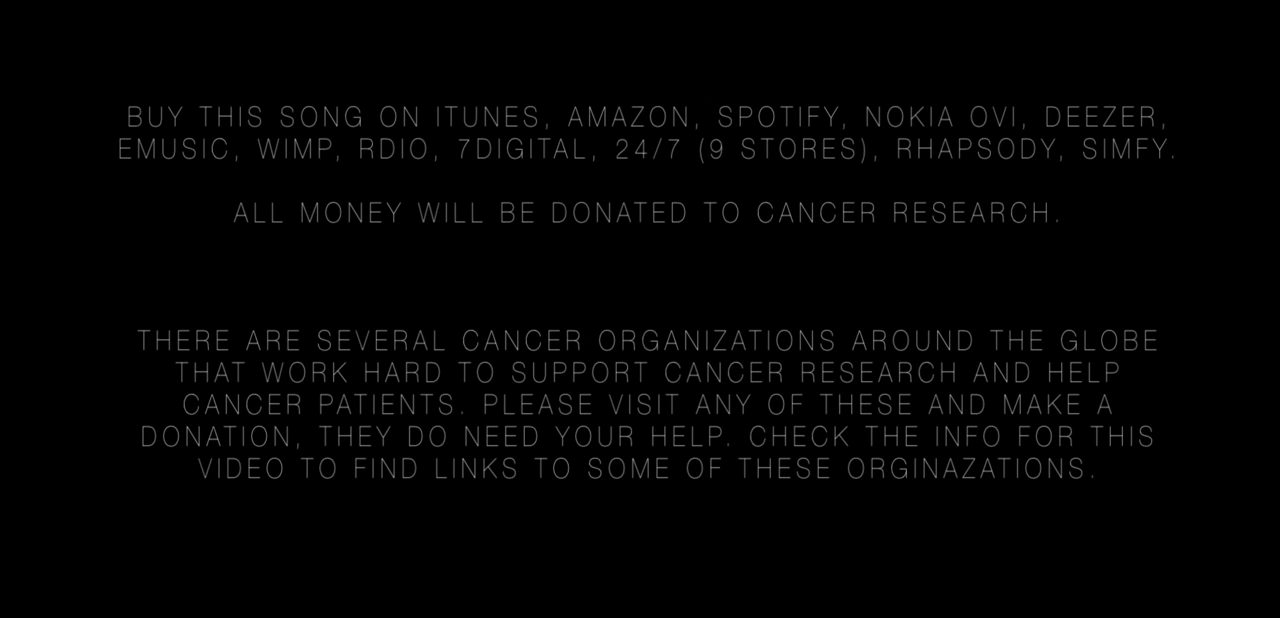 BUY THIS SONG ON ITUNES, AMAZON, SPOTIFY, NOKIA OVI, DEEZER,
EMUSIC, WIMP, RDIO, 7DIGITAL, 24/7 (9 STORES), RHAPSODY, SIMFY.
ALL MONEY WILL BE DONATED TO CANCER RESEARCH.
THERE ARE SEVERAL CANCER ORGANIZATIONS AROUND THE GLOBE
THAT WORK HARD TO SUPPORT CANCER RESEARCH AND HELP
CANCER PATIENTS. PLEASE VISIT ANY OF THESE AND MAKE A
DONATION, THEY DO NEED YOUR HELP. CHECK THE INFO FOR THIS
VIDEO TO FIND LINKS TO SOME OF THESE ORGINAZATIONS.